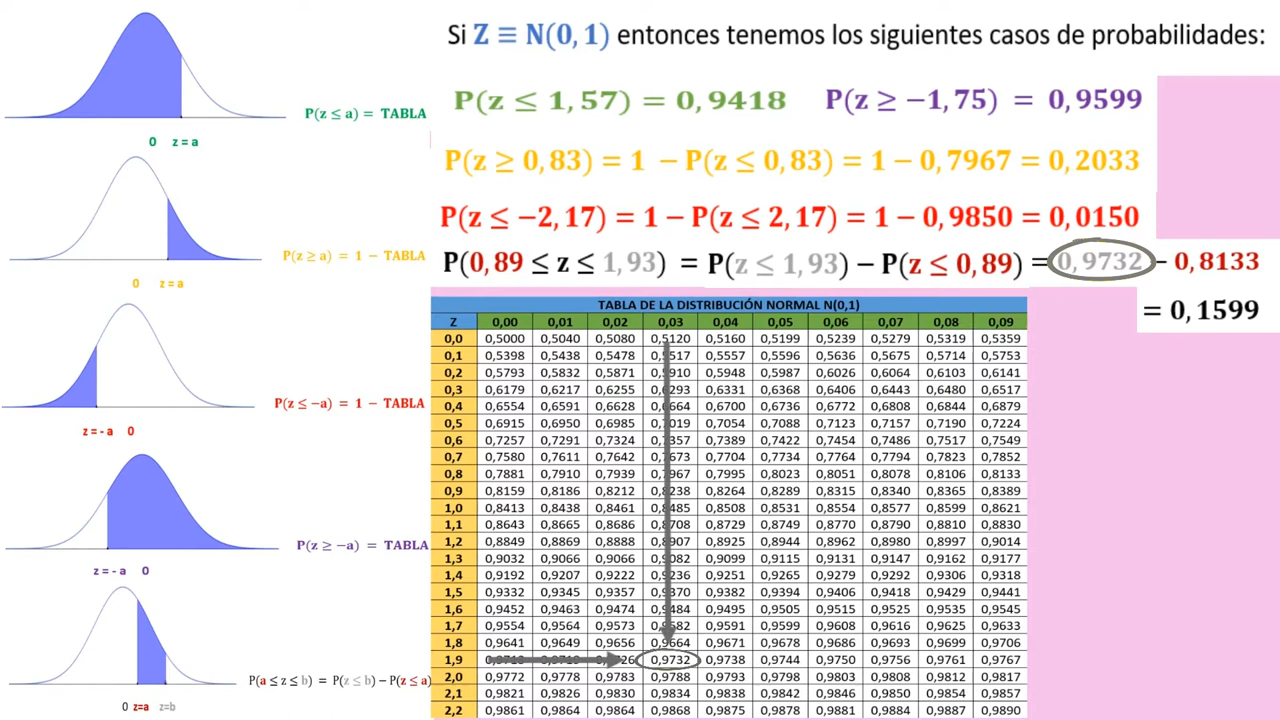 P(z ≤ a) = TABLA
0 z = a
P(z ≥ a) = 1 − TABLA
0 z = a
P(z ≤ −a) = 1 − TABLA
z = - a 0
P(z ≥ −a) = TABLA
z = - a 0
P(a ≤ z ≤ b) = P(z ≤ b) − P(z ≤ a)
0 z=a z=b
Si Z ≡ N(0, 1) entonces tenemos los siguientes casos de probabilidades:
P(z ≤ 1, 57) = 0, 9418 P(z ≥ −1, 75) = 0, 9599
P(z ≥ 0, 83) = 1 − P(z ≤ 0, 83) = 1 − 0, 7967 = 0, 2033
P(z ≤ −2, 17) = 1 − P(z ≤ 2, 17) = 1 − 0, 9850 = 0, 0150
P(0, 89 ≤ z ≤ 1, 93) = P(z ≤ 1, 93) − P(z ≤ 0, 89) = 0, 9732 − 0, 8133
= 0, 1599
TABLA DE LA DISTRIBUCIÓN NORMAL N(0,1)
Z 0,00 0,01 0,02 0,03 0,04 0,05 0,06 0,07 0,08 0,09
0,0 0,5000 0,5040 0,5080 0,5120 0,5160 0,5199 0,5239 0,5279 0,5319 0,5359
0,1 0,5398 0,5438 0,5478 0,5517 0,5557 0,5596 0,5636 0,5675 0,5714 0,5753
0,2 0,5793 0,5832 0,5871 0,5910 0,5948 0,5987 0,6026 0,6064 0,6103 0,6141
0,3 0,6179 0,6217 0,6255 0,6293 0,6331 0,6368 0,6406 0,6443 0,6480 0,6517
0,4 0,6554 0,6591 0,6628 0,6664 0,6700 0,6736 0,6772 0,6808 0,6844 0,6879
0,5 0,6915 0,6950 0,6985 0,7019 0,7054 0,7088 0,7123 0,7157 0,7190 0,7224
0,6 0,7257 0,7291 0,7324 0,7357 0,7389 0,7422 0,7454 0,7486 0,7517 0,7549
0,7 0,7580 0,7611 0,7642 0,7673 0,7704 0,7734 0,7764 0,7794 0,7823 0,7852
0,8 0,7881 0,7910 0,7939 0,7967 0,7995 0,8023 0,8051 0,8078 0,8106 0,8133
0,9 0,8159 0,8186 0,8212 0,8238 0,8264 0,8289 0,8315 0,8340 0,8365 0,8389
1,0 0,8413 0,8438 0,8461 0,8485 0,8508 0,8531 0,8554 0,8577 0,8599 0,8621
1,1 0,8643 0,8665 0,8686 0,8708 0,8729 0,8749 0,8770 0,8790 0,8810 0,8830
1,2 0,8849 0,8869 0,8888 0,8907 0,8925 0,8944 0,8962 0,8980 0,8997 0,9014
1,3 0,9032 0,9066 0,9066 0,9082 0,9099 0,9115 0,9131 0,9147 0,9162 0,9177
1,4 0,9192 0,9207 0,9222 0,9236 0,9251 0,9265 0,9279 0,9292 0,9306 0,9318
1,5 0,9332 0,9345 0,9357 0,9370 0,9382 0,9394 0,9406 0,9418 0,9429 0,9441
1,6 0,9452 0,9463 0,9474 0,9484 0,9495 0,9505 0,9515 0,9525 0,9535 0,9545
1,7 0,9554 0,9564 0,9573 0,9582 0,9591 0,9599 0,9608 0,9616 0,9625 0,9633
1,8 0,9641 0,9649 0,9656 0,9664 0,9671 0,9678 0,9686 0,9693 0,9699 0,9706
1,9 0,9713 0,9719 0,9726 0,9732 0,9738 0,9744 0,9750 0,9756 0,9761 0,9767
2,0 0,9772 0,9778 0,9783 0,9788 0,9793 0,9798 0,9803 0,9808 0,9812 0,9817
2,1 0,9821 0,9826 0,9830 0,9834 0,9838 0,9842 0,9846 0,9850 0,9854 0,9857
2,2 0,9861 0,9864 0,9864 0,9868 0,9875 0,9878 0,9881 0,9884 0,9887 0,9890